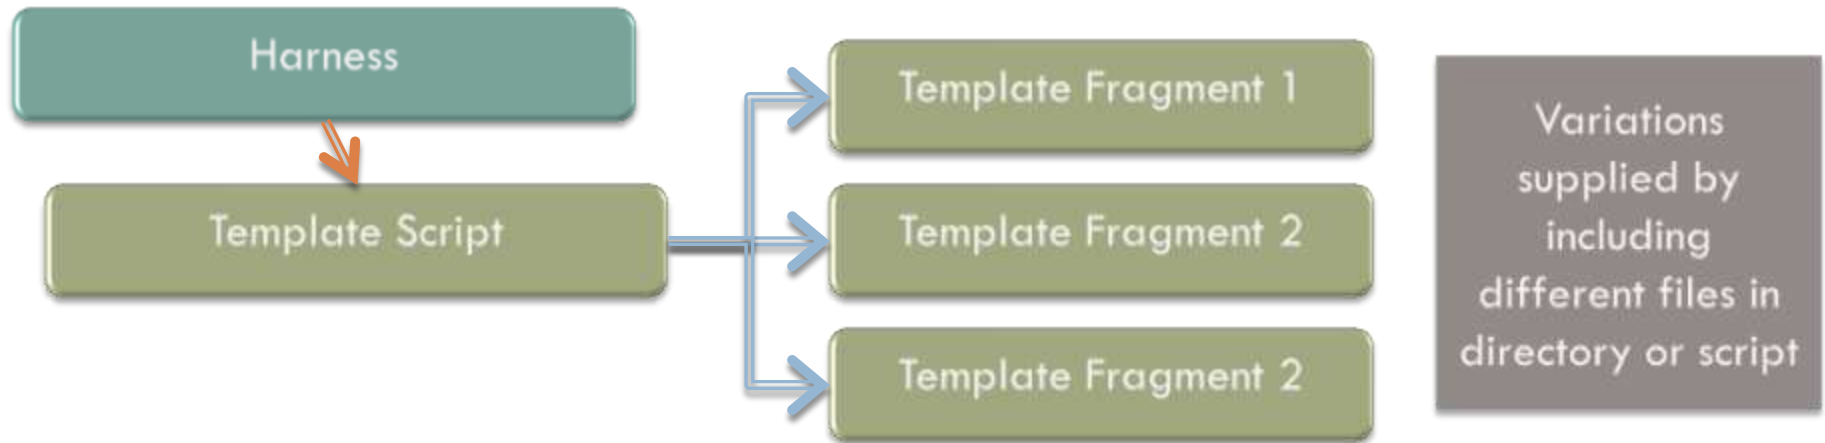 Harness
Template Script
Template Fragment 1
Template Fragment 2
Template Fragment 2
Variations
supplied by
including
different files in
directory or script